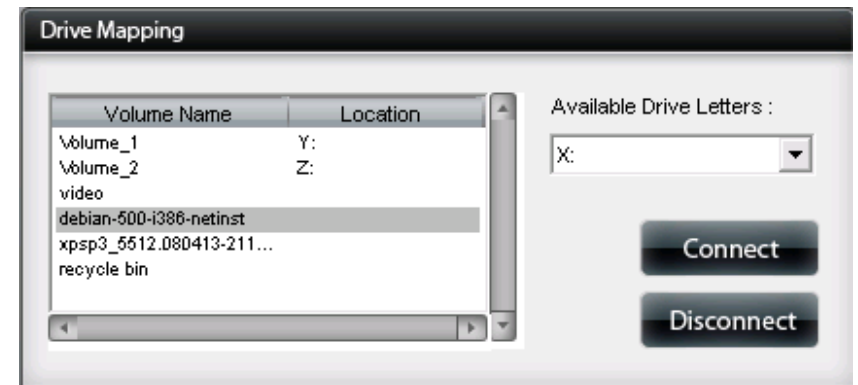 Drive Mapping
Volume Name Location
Volume_1 Y:
Volume_2 Z:
video
debian-500-i386-netinst
xpsp3_5512.080413-211...
recycle bin
Available Drive Letters :
X:
Connect
Disconnect